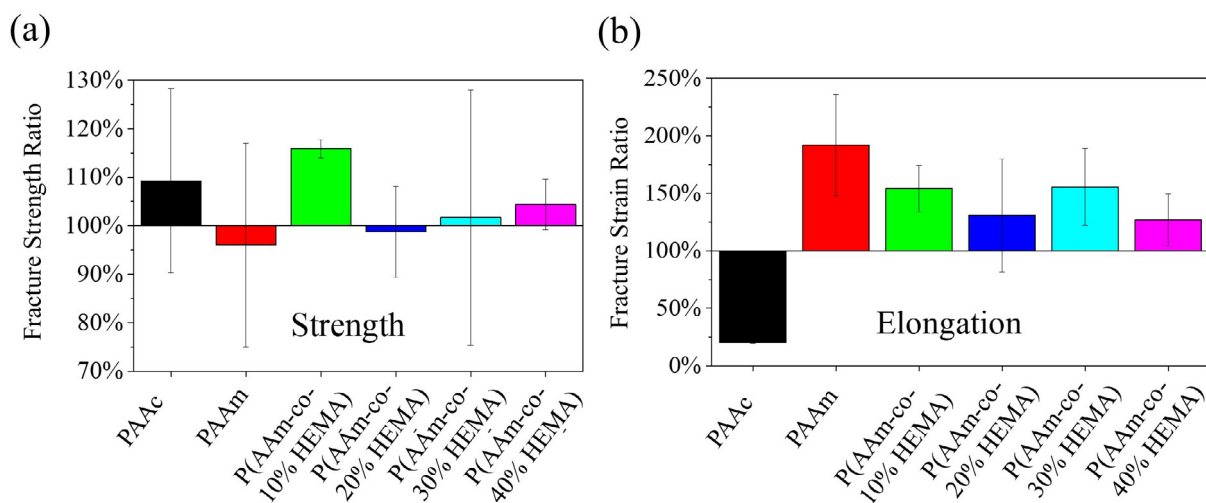 (a)
Fracture Strength Ratio
130%
120%
110%
100%
90%
80%
70%
Strength
PAAc
PAAm
P(AAm-co-
10% HEMA)
P(AAm-co-
20% HEMA)
P(AAm-co-
30% HEMA)
P(AAm-co-
40% HEMA)
(b)
Fracture Strain Ratio
250%
200%
150%
100%
50%
0%
Elongation
PAAc
PAAm
P(AAm-co-
10% HEMA)
P(AAm-co-
20% HEMA)
P(AAm-co-
30% HEMA)
P(AAm-co-
40% HEMA)